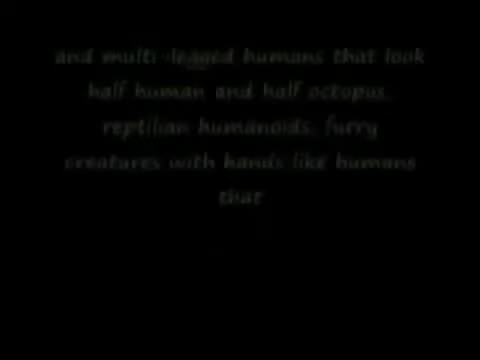 and multi-legged humans that look
half human and half octopus,
reptilian humanoids, furry
creatures with hands like humans
that